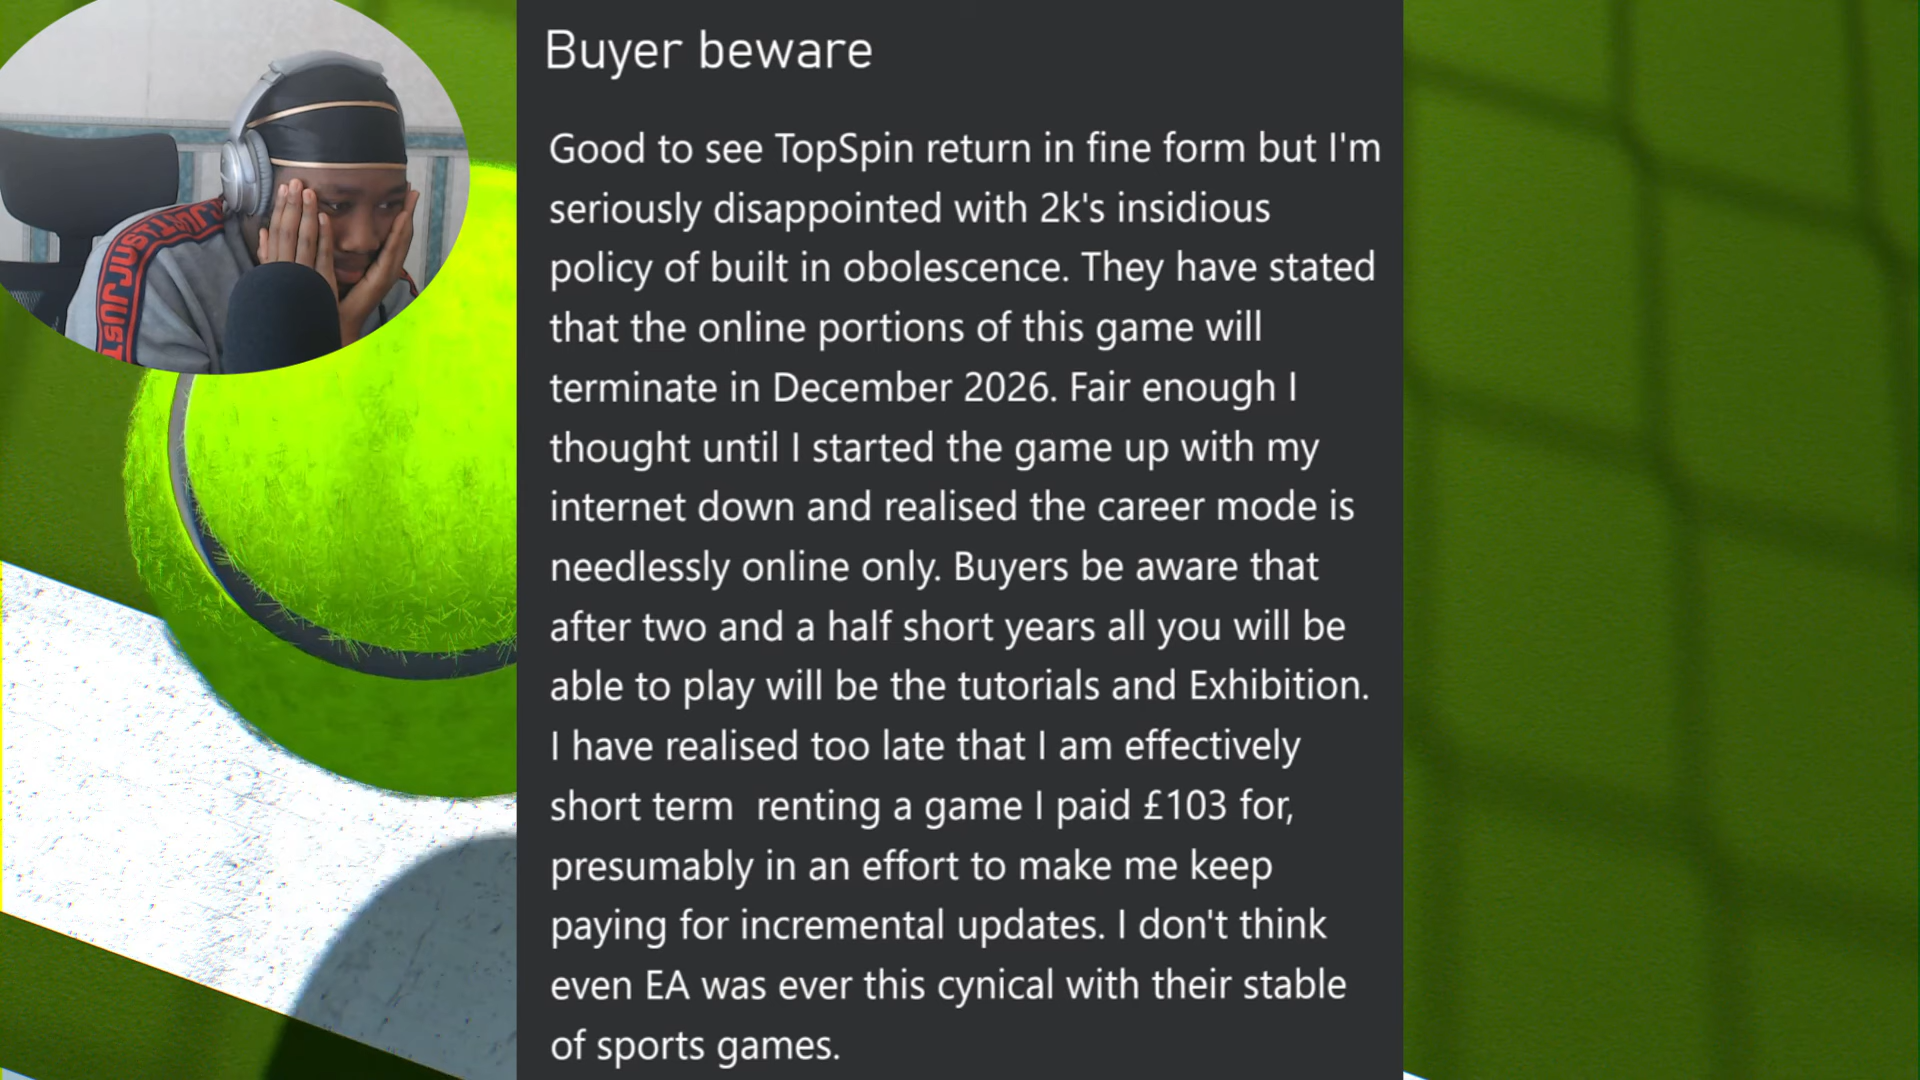 Buyer beware
Good to see TopSpin return in fine form but I'm
seriously disappointed with 2k's insidious
policy of built in obolescence. They have stated
that the online portions of this game will
terminate in December 2026. Fair enough I
thought until I started the game up with my
internet down and realised the career mode is
needlessly online only. Buyers be aware that
after two and a half short years all you will be
able to play will be the tutorials and Exhibition.
I have realised too late that I am effectively
short term  renting a game I paid £103 for,
presumably in an effort to make me keep
paying for incremental updates. I don't think
even EA was ever this cynical with their stable
of sports games.